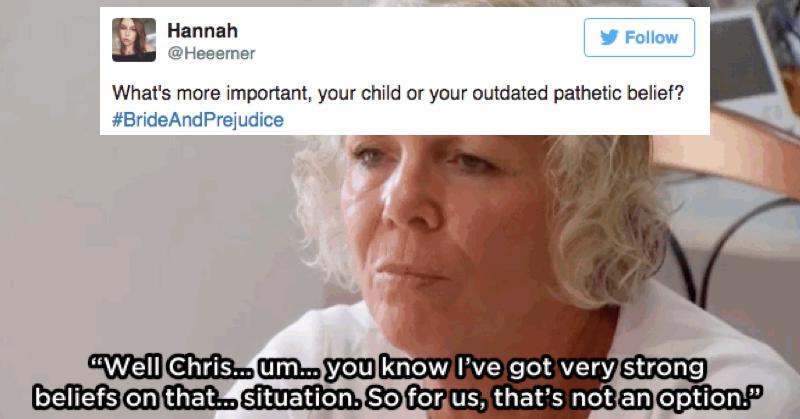 Hannah
@Heeerner
Follow
What's more important, your child or your outdated pathetic belief?
#BrideAndPrejudice
“Well Chris... um... you know I’ve got very strong
beliefs on that... situation. So for us, that’s not an option.”